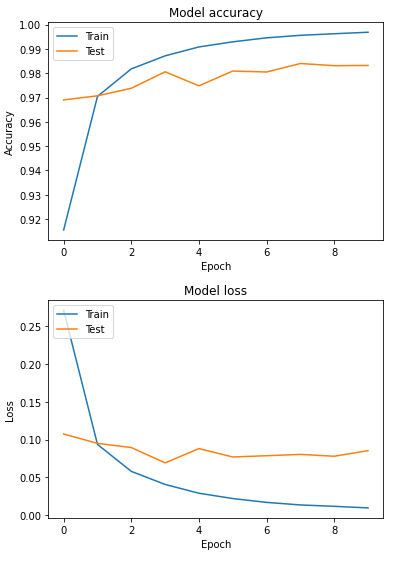 Model accuracy
1.00
0.99
0.98
0.97
0.96
0.95
0.94
0.93
0.92
Accuracy
Train
Test
0 2 4 6 8
Epoch
Model loss
0.25
0.20
0.15
0.10
0.05
0.00
Loss
Train
Test
0 2 4 6 8
Epoch